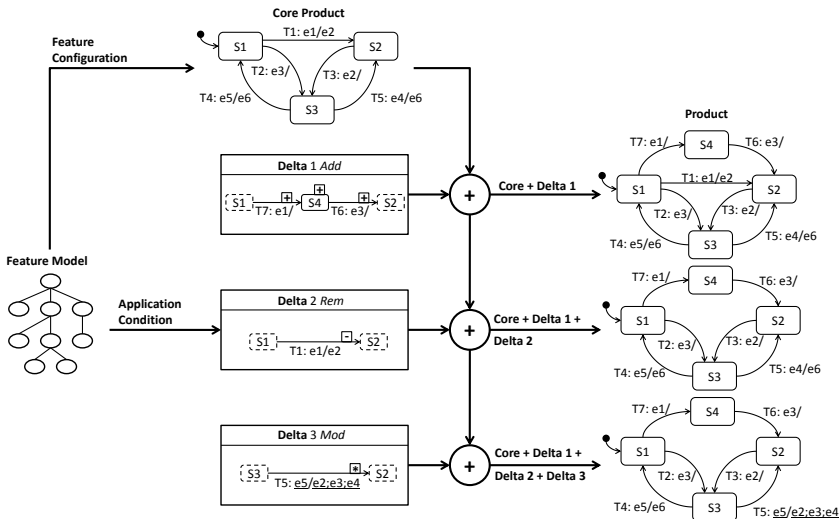 Core Product
Feature
Configuration
S1
T1: e1/e2
S2
T2: e3/
T3: e2/
T4: e5/e6
S3
T5: e4/e6
Product
T7: e1/
S4
T6: e3/
S1
T1: e1/e2
S2
T2: e3/
T3: e2/
T4: e5/e6
S3
T5: e4/e6
Delta 1 Add
+ + +
S1 S4 S2
T7: e1/ T6: e3/
+
Core + Delta 1
Feature Model
Application
Condition
Delta 2 Rem
-
S1 S2
T1: e1/e2
+
Core + Delta 1 +
Delta 2
T7: e1/
S4
T6: e3/
S1
S2
T2: e3/
T3: e2/
T4: e5/e6
S3
T5: e4/e6
Delta 3 Mod
*
S3 S2
T5: e5/e2;e3;e4
+
Core + Delta 1 +
Delta 2 + Delta 3
T7: e1/
S4
T6: e3/
S1
S2
T2: e3/
T3: e2/
T4: e5/e6
S3
T5: e5/e2;e3;e4